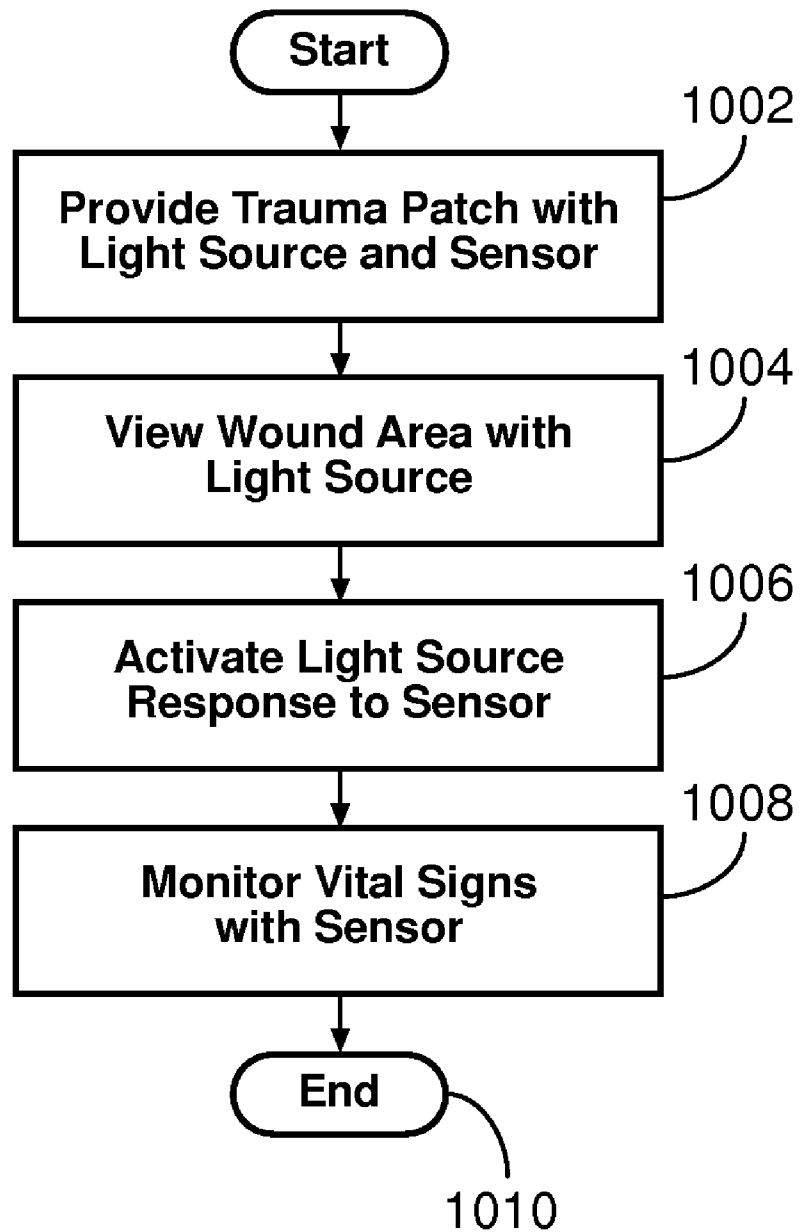 Start
1002
Provide Trauma Patch with
Light Source and Sensor
1004
View Wound Area with
Light Source
1006
Activate Light Source
Response to Sensor
1008
Monitor Vital Signs
with Sensor
End
1010